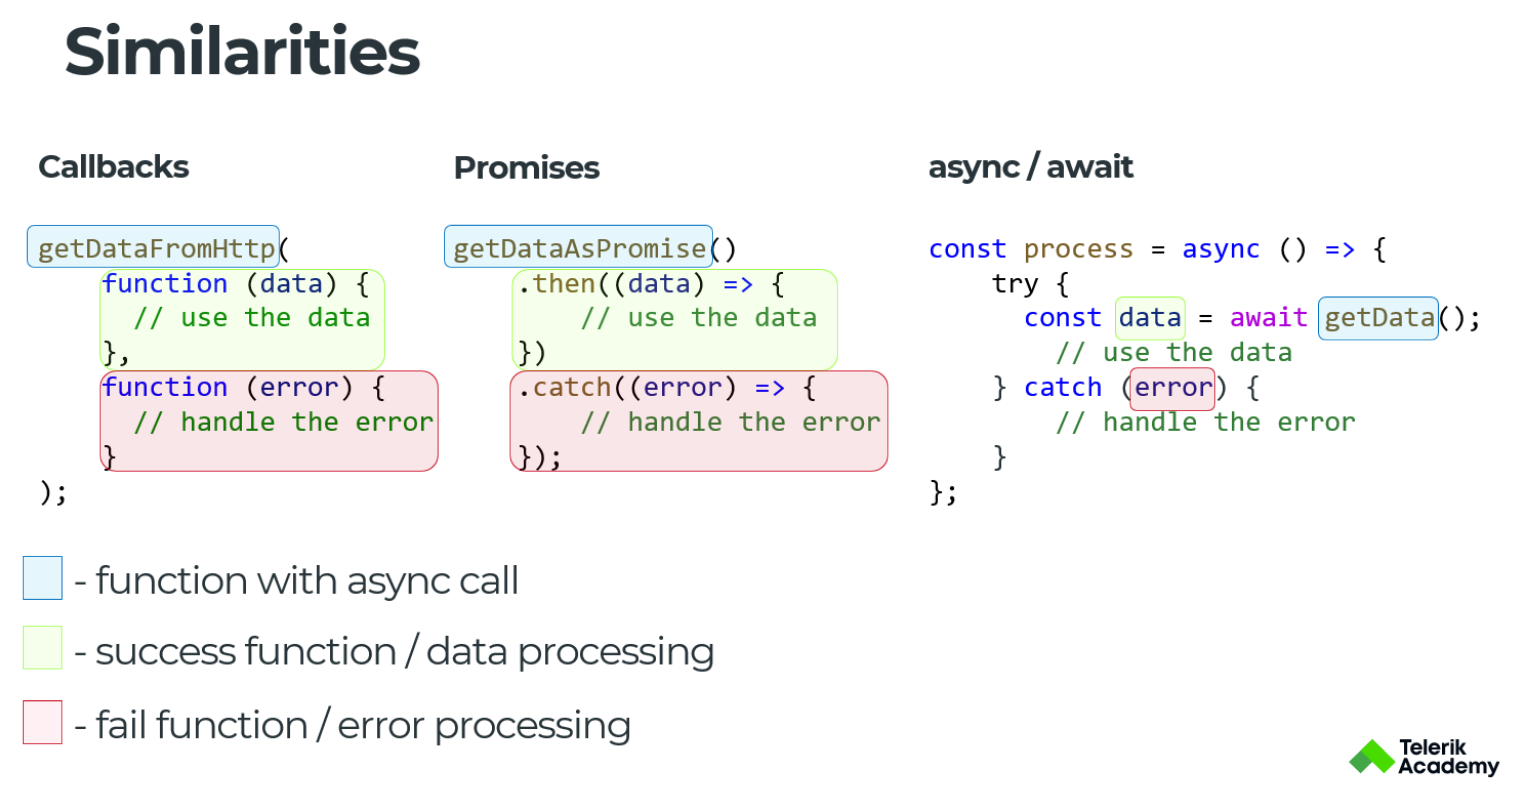 Similarities
Callbacks
getDataFromHttp(
function (data) {
// use the data
},
function (error) {
// handle the error
}
);
Promises
getDataAsPromise()
.then((data) => {
// use the data
})
.catch((error) => {
// handle the error
});
async / await
const process = async () => {
try {
const data = await getData();
// use the data
} catch (error) {
// handle the error
}
};
- function with async call
- success function / data processing
- fail function / error processing
Telerik
Academy